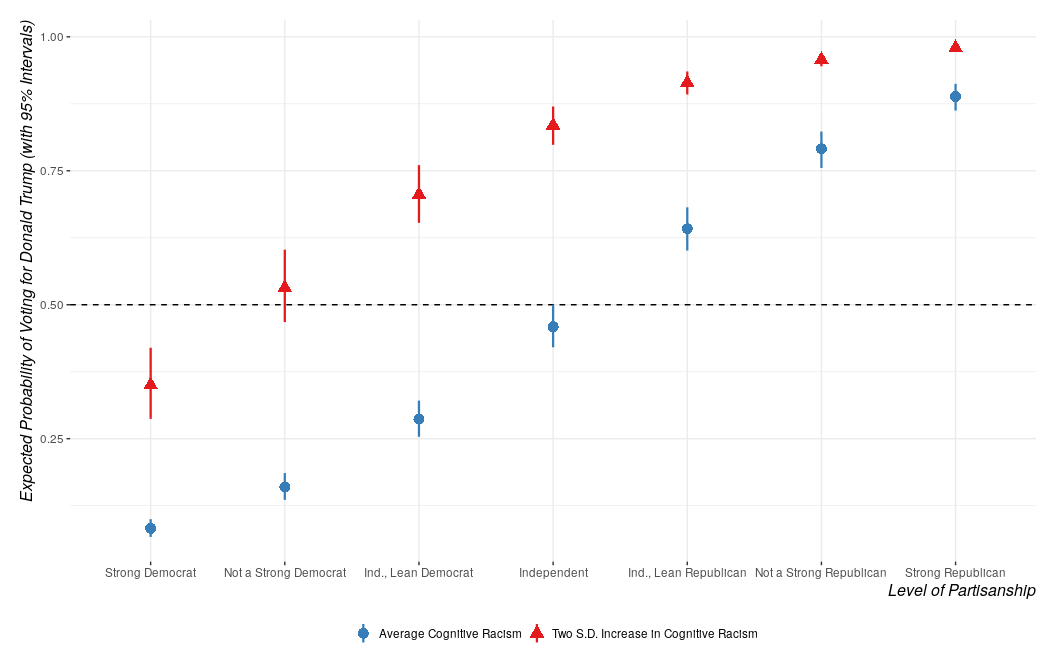 Expected Probability of Voting for Donald Trump (with 95% Intervals)
1.00
0.75
0.50
0.25
Strong Democrat Not a Strong Democrat Ind., Lean Democrat Independent Ind., Lean Republican Not a Strong Republican Strong Republican
Level of Partisanship
Average Cognitive Racism Two S.D. Increase in Cognitive Racism